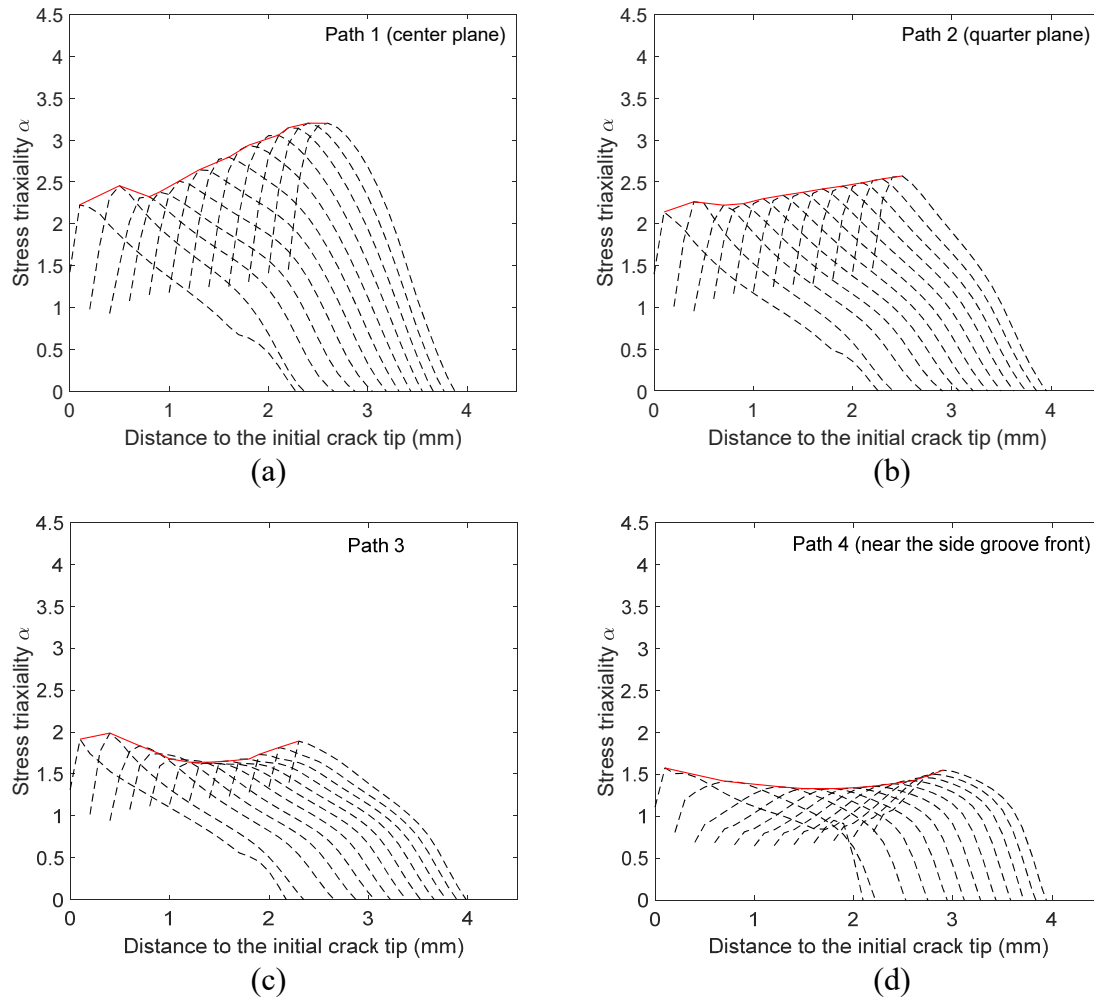 Path 1 (center plane)
4.5
4
3.5
3
2.5
2
1.5
1
0.5
0
Stress triaxiality α
0 1 2 3 4
Distance to the initial crack tip (mm)
(a)
Path 2 (quarter plane)
4.5
4
3.5
3
2.5
2
1.5
1
0.5
0
Stress triaxiality α
0 1 2 3 4
Distance to the initial crack tip (mm)
(b)
Path 3
4.5
4
3.5
3
2.5
2
1.5
1
0.5
0
Stress triaxiality α
0 1 2 3 4
Distance to the initial crack tip (mm)
(c)
Path 4 (near the side groove front)
4.5
4
3.5
3
2.5
2
1.5
1
0.5
0
Stress triaxiality α
0 1 2 3 4
Distance to the initial crack tip (mm)
(d)